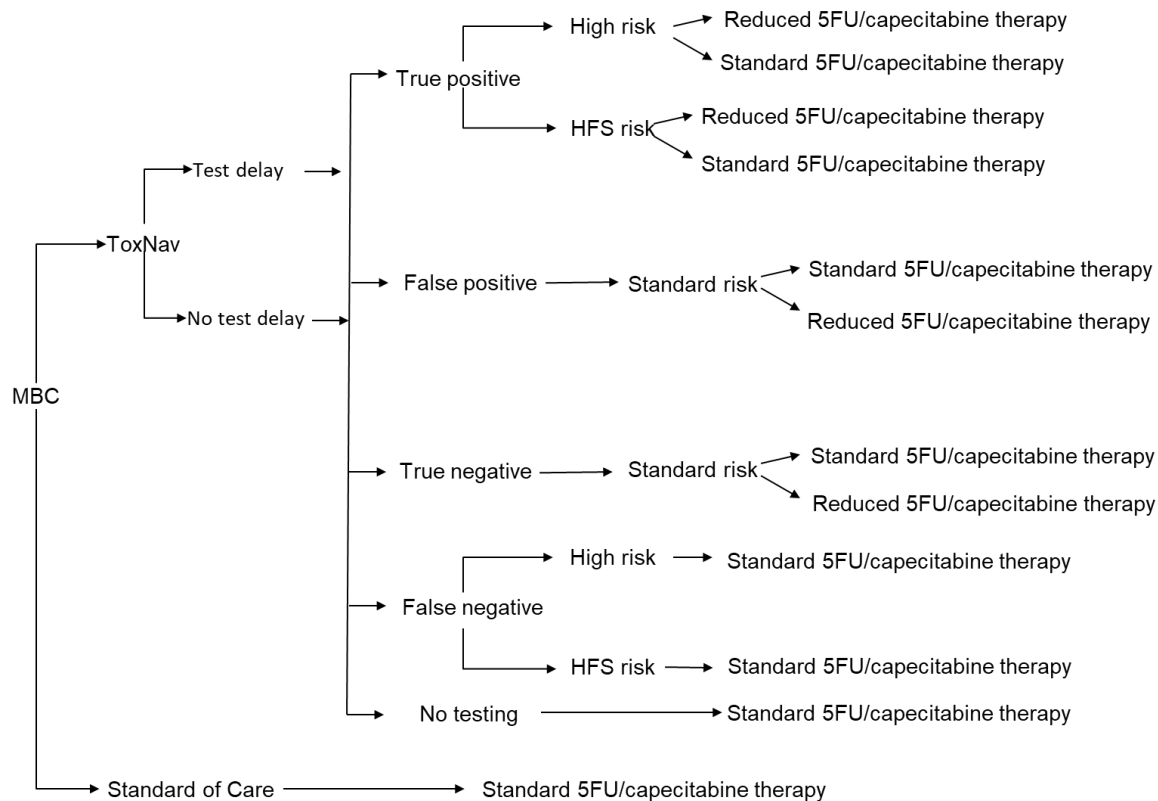 High risk
Reduced 5FU/capecitabine therapy
Standard 5FU/capecitabine therapy
True positive
HFS risk
Reduced 5FU/capecitabine therapy
Standard 5FU/capecitabine therapy
Test delay
ToxNav
No test delay
False positive
Standard risk
Standard 5FU/capecitabine therapy
Reduced 5FU/capecitabine therapy
MBC
True negative
Standard risk
Standard 5FU/capecitabine therapy
Reduced 5FU/capecitabine therapy
High risk
Standard 5FU/capecitabine therapy
False negative
HFS risk
Standard 5FU/capecitabine therapy
No testing
Standard 5FU/capecitabine therapy
Standard of Care
Standard 5FU/capecitabine therapy